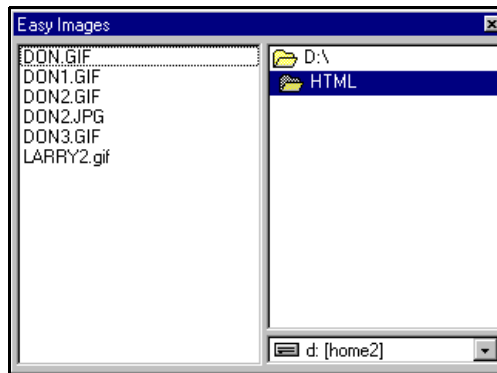 Easy Images
DON.GIF
DON1.GIF
DON2.GIF
DON2.JPG
DON3.GIF
LARRY2.gif
D:\
HTML
d: [home2]